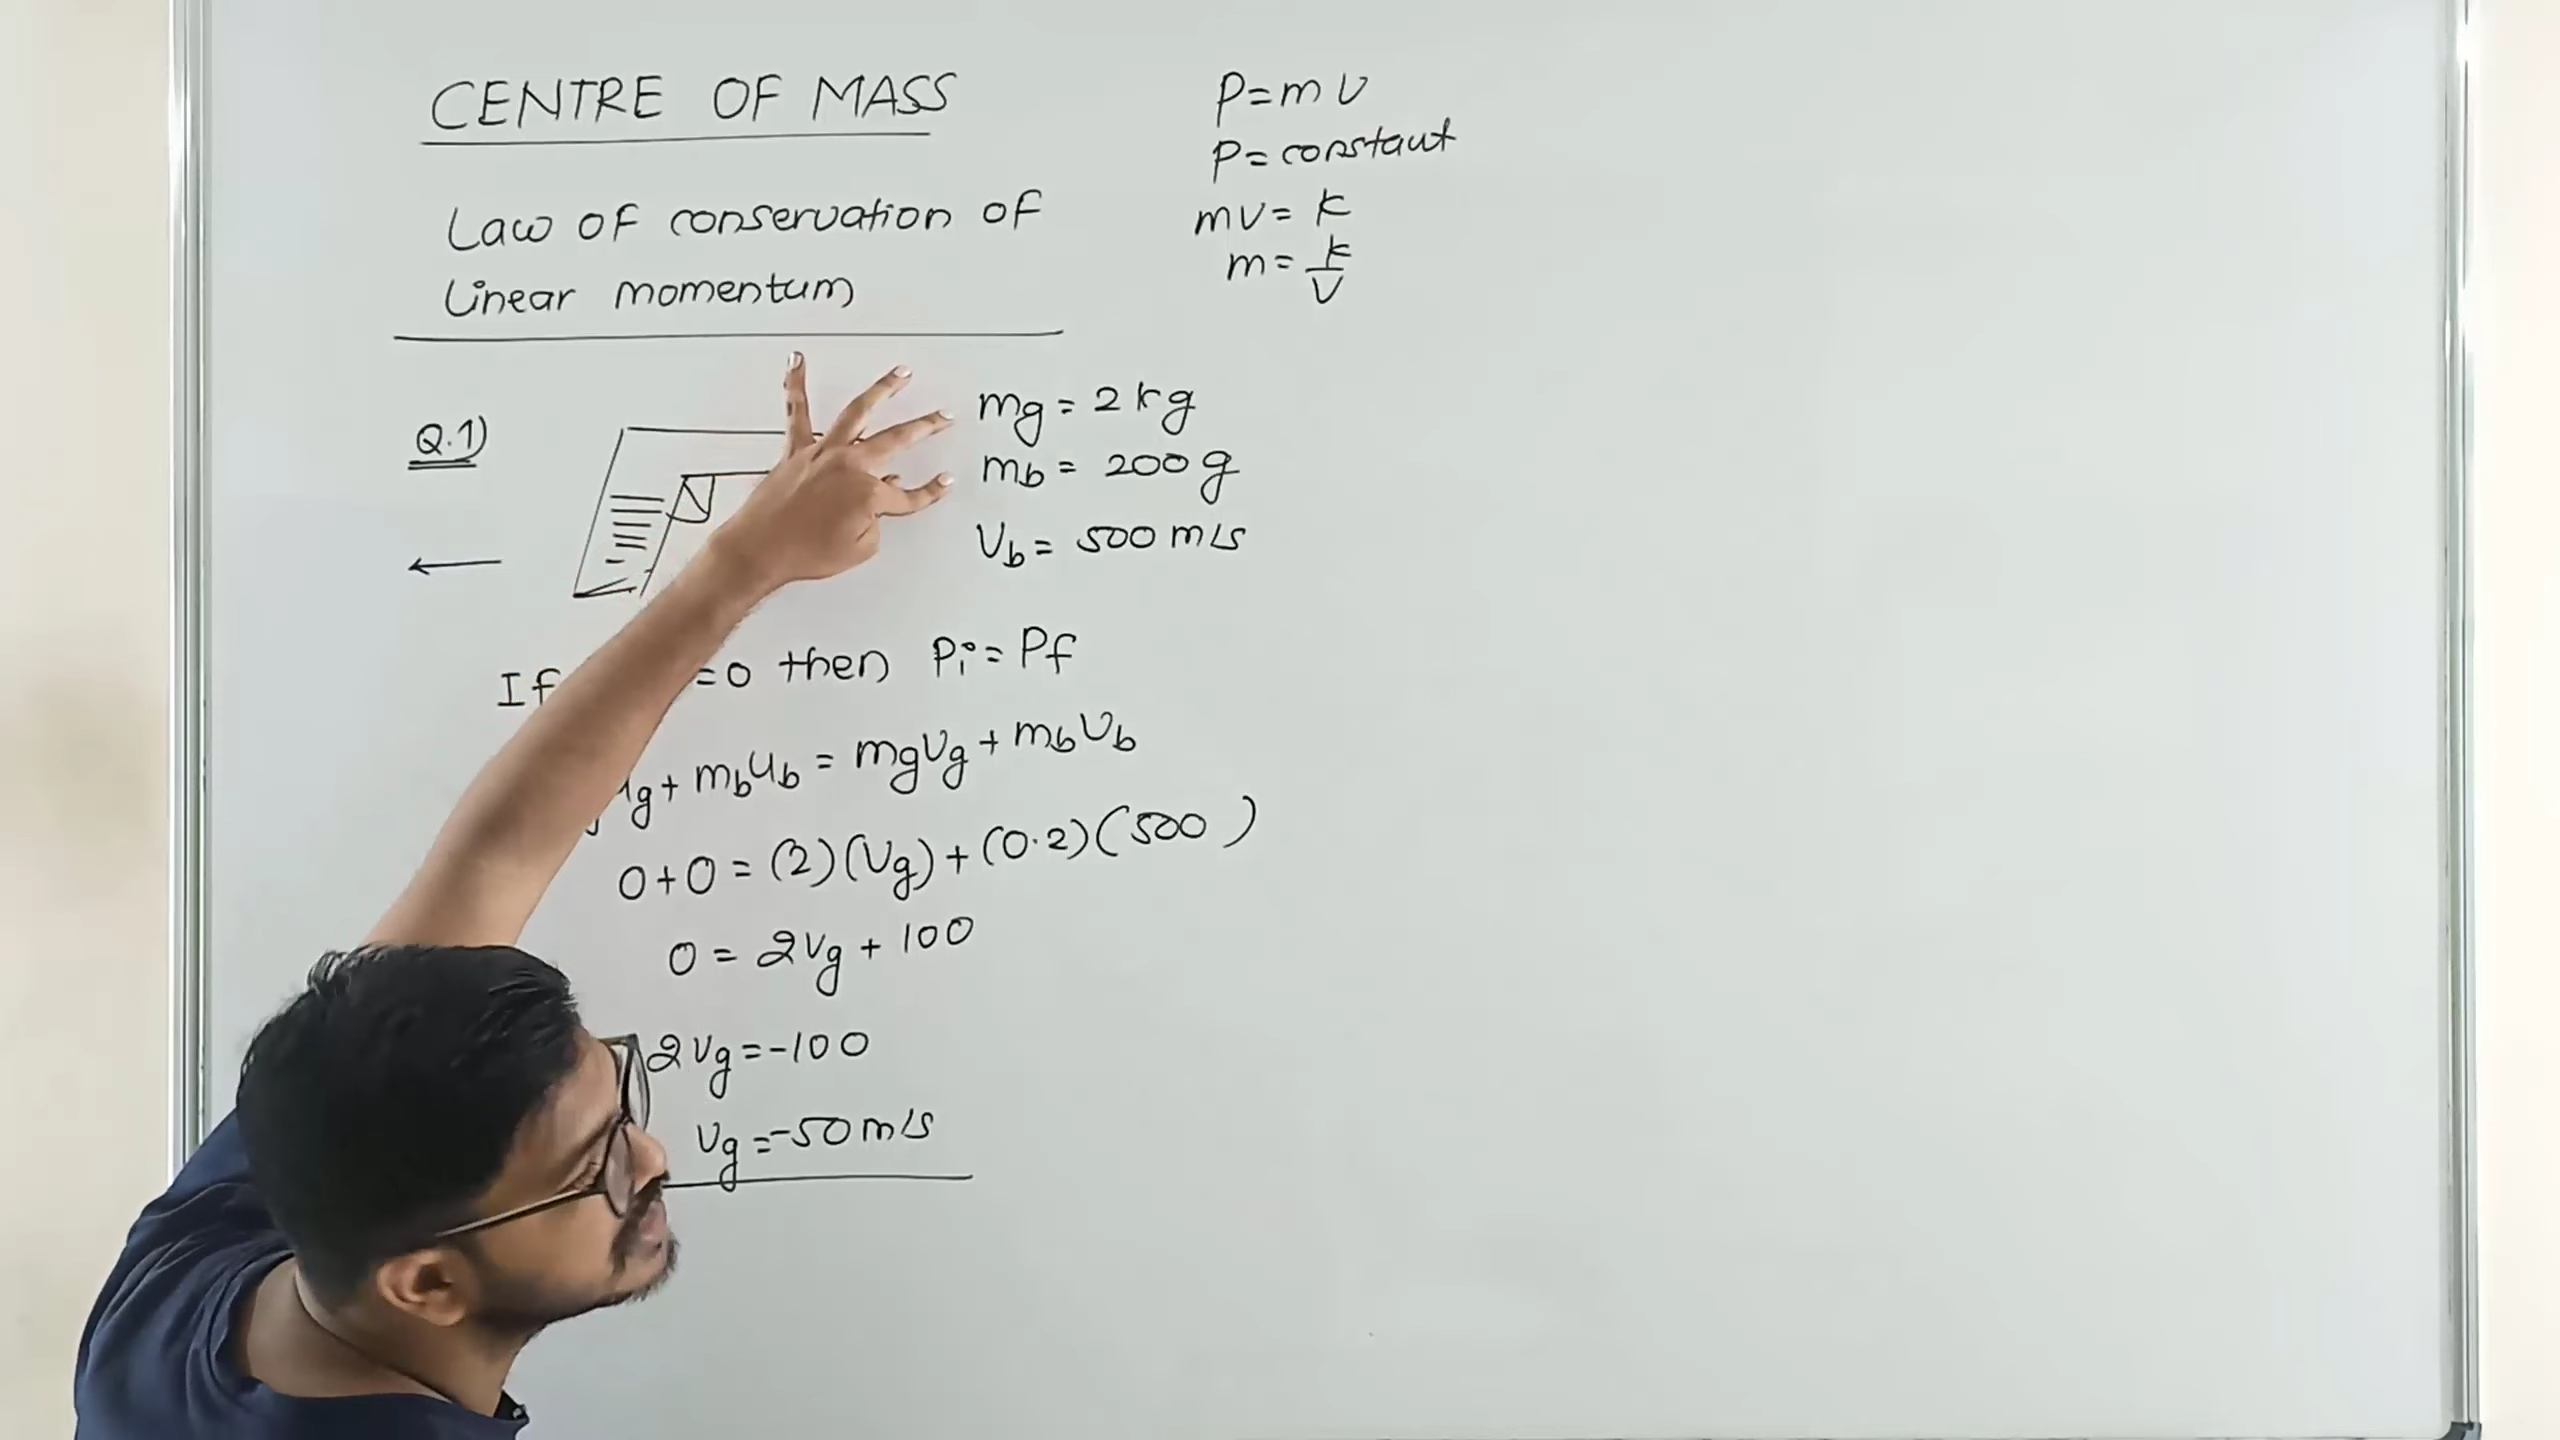 CENTRE OF MASS
Law OF conservation OF
Linear momentum
P=mv
P=constant
mv=k
m=k/v
Q.1)
mg=2kg
mb=200g
Vb=500m/s
If =0 then Pi=Pf
g+mbub=mgvg+mbvb
0+0=(2)(Vg)+(0.2)(500)
0=2vg+100
2vg=-100
vg=-50m/s